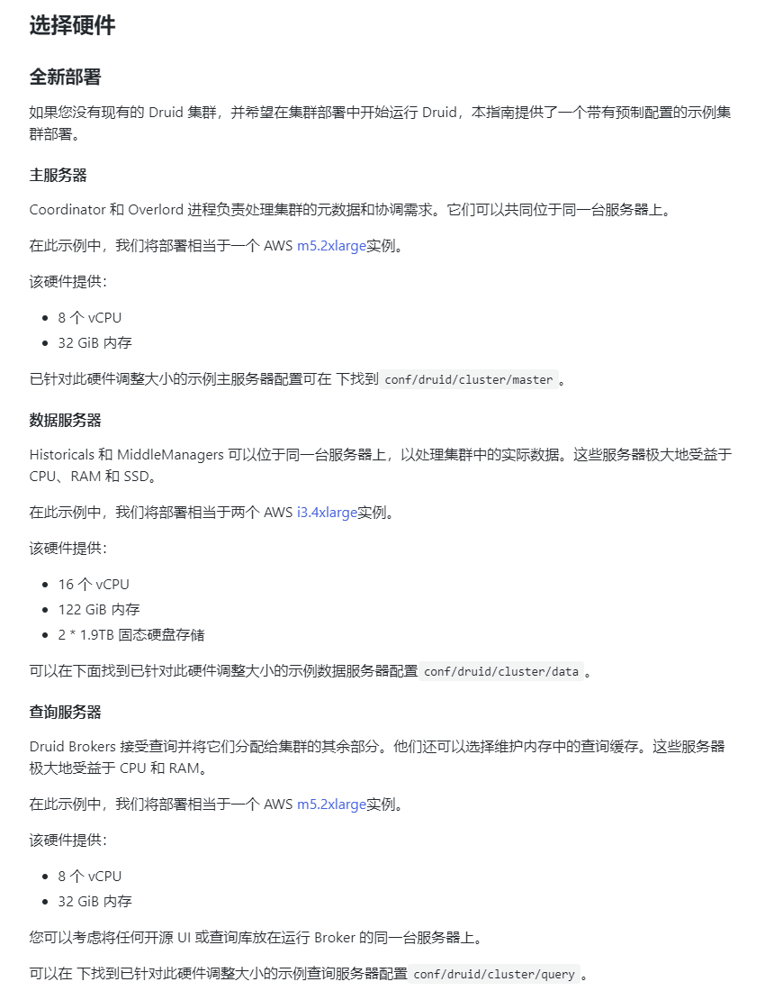 选择硬件
全新部署
如果您没有现有的 Druid 集群，并希望在集群部署中开始运行 Druid，本指南提供了一个带有预制配置的示例集
群部署。
主服务器
Coordinator 和 Overlord 进程负责处理集群的元数据和协调需求。它们可以共同位于同一台服务器上。
在此示例中，我们将部署相当于一个 AWS m5.2xlarge实例。
该硬件提供：
• 8 个 vCPU
• 32 GiB 内存
已针对此硬件调整大小的示例主服务器配置可在 下找到 conf/druid/cluster/master 。
数据服务器
Historicals 和 MiddleManagers 可以位于同一台服务器上，以处理集群中的实际数据。这些服务器极大地受益于
CPU、RAM 和 SSD。
在此示例中，我们将部署相当于两个 AWS i3.4xlarge实例。
该硬件提供：
• 16 个 vCPU
• 122 GiB 内存
• 2 * 1.9TB 固态硬盘存储
可以在下面找到已针对此硬件调整大小的示例数据服务器配置 conf/druid/cluster/data 。
查询服务器
Druid Brokers 接受查询并将它们分配给集群的其余部分。他们还可以选择维护内存中的查询缓存。这些服务器
极大地受益于 CPU 和 RAM。
在此示例中，我们将部署相当于一个 AWS m5.2xlarge实例。
该硬件提供：
• 8 个 vCPU
• 32 GiB 内存
您可以考虑将任何开源 UI 或查询库放在运行 Broker 的同一台服务器上。
可以在 下找到已针对此硬件调整大小的示例查询服务器配置 conf/druid/cluster/query 。